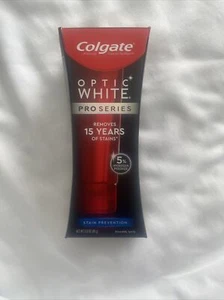 Colgate
OPTIC
WHITE
PRO SERIES
REMOVES
15 YEARS
OF STAINS*
5%
STAIN PREVENTION